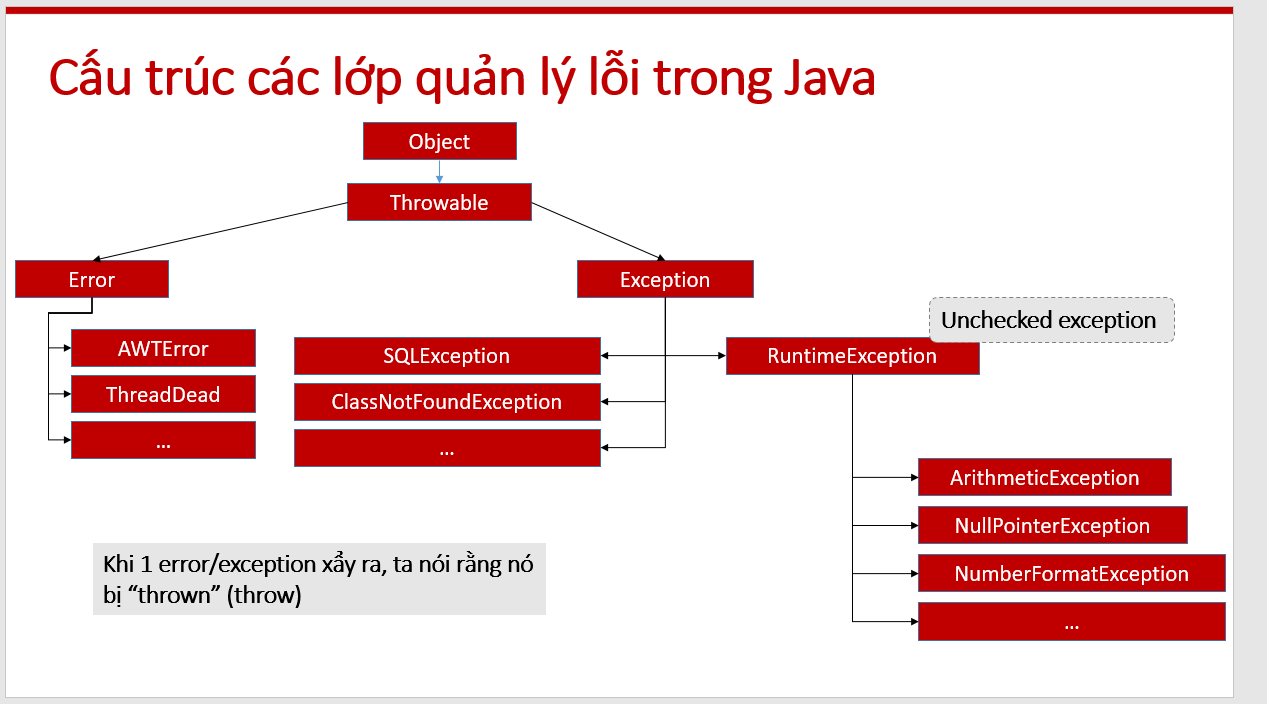 Cấu trúc các lớp quản lý lỗi trong Java
Object
Throwable
Error
Exception
Unchecked exception
AWTError
SQLException
RuntimeException
ThreadDead
ClassNotFoundException
...
...
ArithmeticException
NullPointerException
NumberFormatException
...
Khi 1 error/exception xẩy ra, ta nói rằng nó
bị “thrown” (throw)